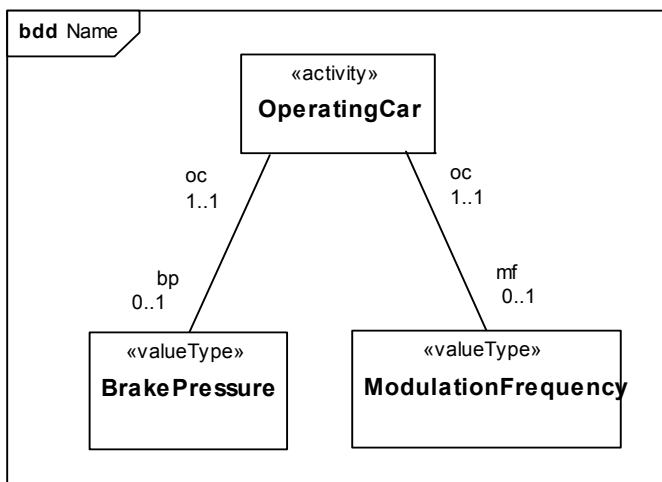 bdd Name
«activity»
OperatingCar
oc
1..1
oc
1..1
bp
0..1
mf
0..1
«valueType»
BrakePressure
«valueType»
ModulationFrequency